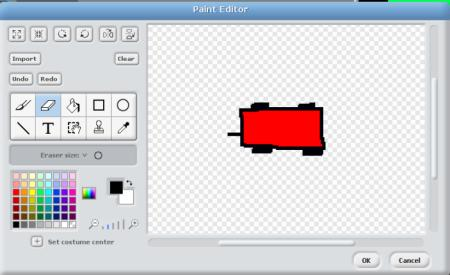 Paint Editor
Import
Clear
Undo
Redo
T
Eraser size:
Set costume center
OK
Cancel